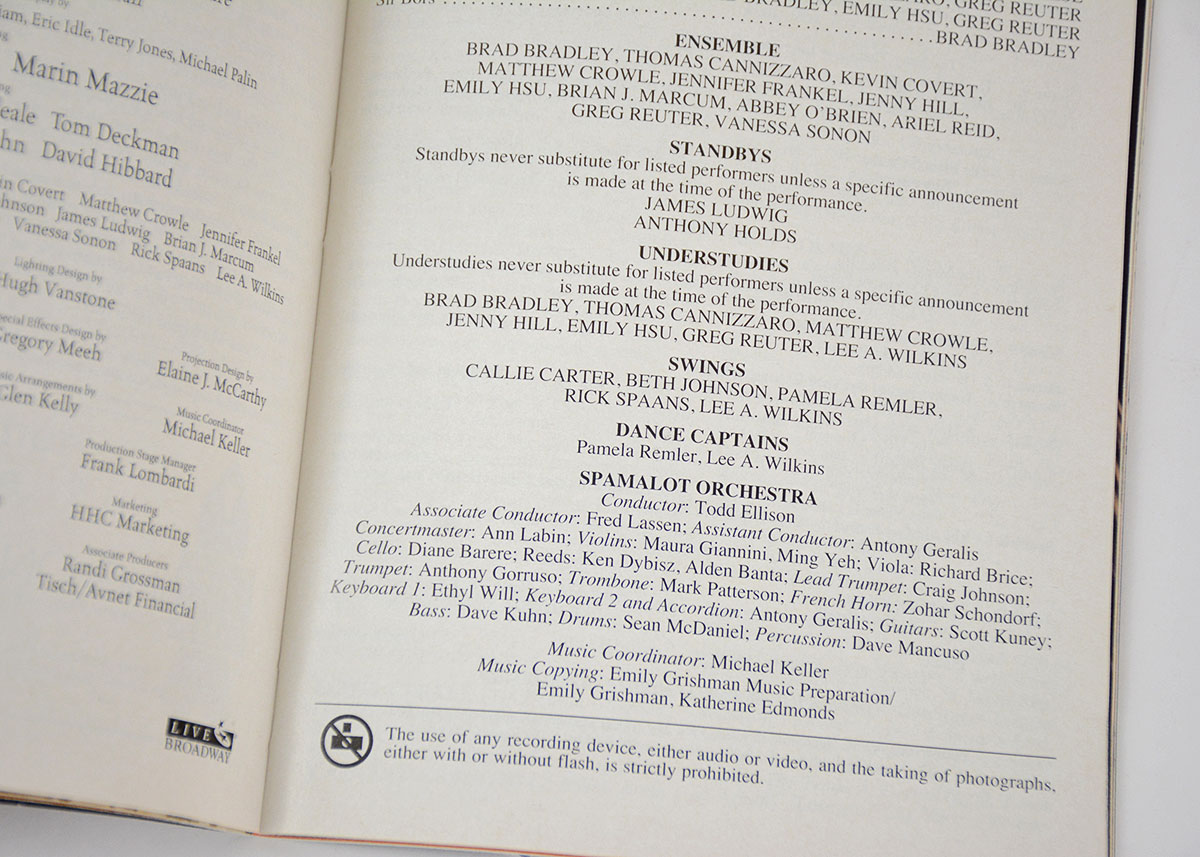 am, Eric Idle, Terry Jones, Michael Palin
Marin Mazzie
eale Tom Deckman
hn David Hibbard
in Covert Matthew Crowle Jennifer Frankel
hnson James Ludwig Brian J. Marcum
Vanessa Sonon Rick Spaans Lee A. Wilkins
Lighting Design by
Hugh Vanstone
pecial Effects Design by
Gregory Meeh
Projection Design by
Elaine J. McCarthy
sic Arrangements by
Glen Kelly
Music Coordinator
Michael Keller
Production Stage Manager
Frank Lombardi
Marketing
HHC Marketing
Associate Producers
Randi Grossman
Tisch/Avnet Financial
LIVE
BROADWAY
BRADLEY, EMILY HSU, GREG REUTER
Sir Bors BRAD BRADLEY
ENSEMBLE
BRAD BRADLEY, THOMAS CANNIZZARO, KEVIN COVERT,
MATTHEW CROWLE, JENNIFER FRANKEL, JENNY HILL,
EMILY HSU, BRIAN J. MARCUM, ABBEY O'BRIEN, ARIEL REID,
GREG REUTER, VANESSA SONON
STANDBYS
Standbys never substitute for listed performers unless a specific announcement
is made at the time of the performance.
JAMES LUDWIG
ANTHONY HOLDS
UNDERSTUDIES
Understudies never substitute for listed performers unless a specific announcement
is made at the time of the performance.
BRAD BRADLEY, THOMAS CANNIZZARO, MATTHEW CROWLE,
JENNY HILL, EMILY HSU, GREG REUTER, LEE A. WILKINS
SWINGS
CALLIE CARTER, BETH JOHNSON, PAMELA REMLER,
RICK SPAANS, LEE A. WILKINS
DANCE CAPTAINS
Pamela Remler, Lee A. Wilkins
SPAMALOT ORCHESTRA
Conductor: Todd Ellison
Associate Conductor: Fred Lassen; Assistant Conductor: Antony Geralis
Concertmaster: Ann Labin; Violins: Maura Giannini, Ming Yeh; Viola: Richard Brice;
Cello: Diane Barere; Reeds: Ken Dybisz, Alden Banta; Lead Trumpet: Craig Johnson;
Trumpet: Anthony Gorruso; Trombone: Mark Patterson; French Horn: Zohar Schondorf;
Keyboard 1: Ethyl Will; Keyboard 2 and Accordion: Antony Geralis; Guitars: Scott Kuney;
Bass: Dave Kuhn; Drums: Sean McDaniel; Percussion: Dave Mancuso
Music Coordinator: Michael Keller
Music Copying: Emily Grishman Music Preparation/
Emily Grishman, Katherine Edmonds
The use of any recording device, either audio or video, and the taking of photographs,
either with or without flash, is strictly prohibited.